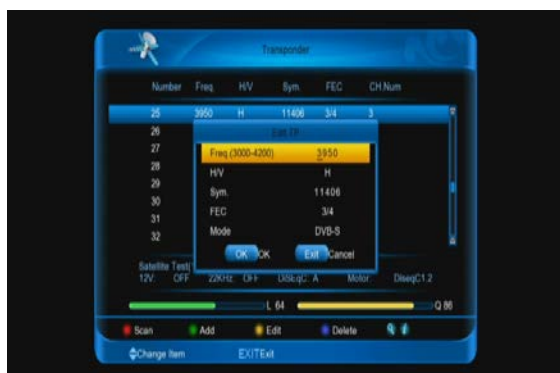 Transponder
Number Freq. H/V Sym. FEC CH.Num
25 3950 H 11406 3/4 3
26
Edit TP
27
Freq (3000-4200) 3950
28
H/V H
29
Sym. 11406
30
FEC 3/4
31
Mode DVB-S
32
OK OK Exit Cancel
Satellite Test(
12V: OFF 22KHz: OFF DiSEqC: A Motor: DiseqC1.2
L 64 Q 86
Scan Add Edit Delete
Change Item EXIT Exit